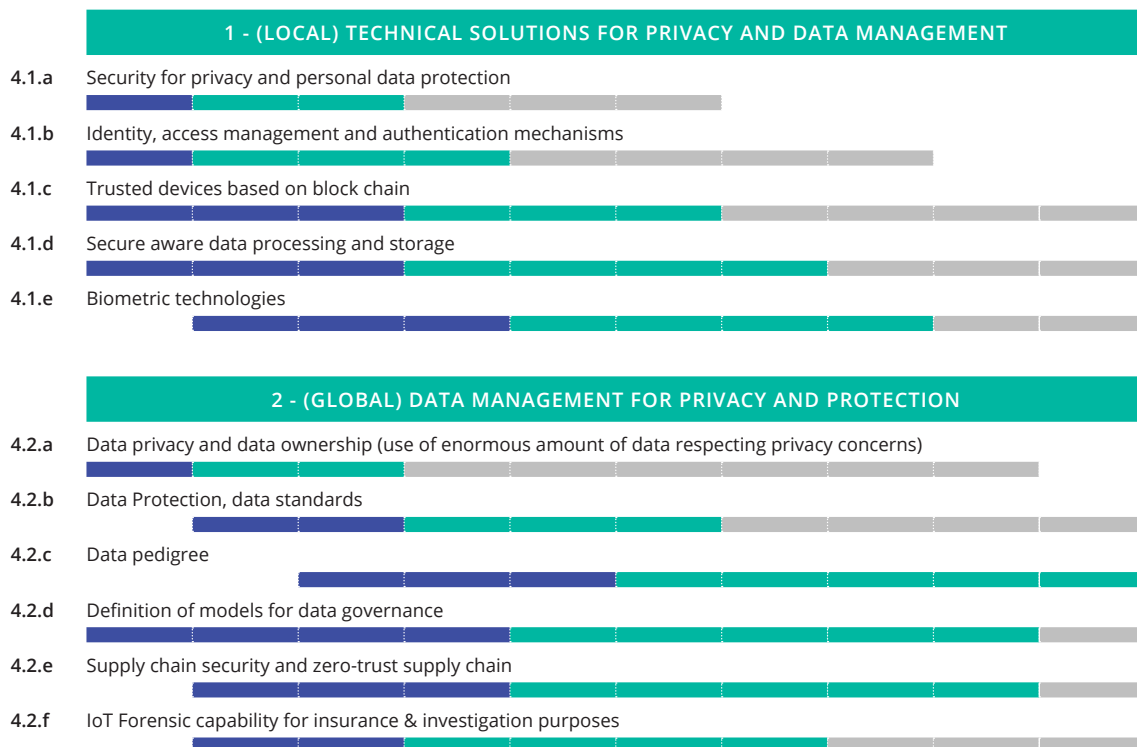 1 - (LOCAL) TECHNICAL SOLUTIONS FOR PRIVACY AND DATA MANAGEMENT
4.1.a Security for privacy and personal data protection
4.1.b Identity, access management and authentication mechanisms
4.1.c Trusted devices based on block chain
4.1.d Secure aware data processing and storage
4.1.e Biometric technologies
2 - (GLOBAL) DATA MANAGEMENT FOR PRIVACY AND PROTECTION
4.2.a Data privacy and data ownership (use of enormous amount of data respecting privacy concerns)
4.2.b Data Protection, data standards
4.2.c Data pedigree
4.2.d Definition of models for data governance
4.2.e Supply chain security and zero-trust supply chain
4.2.f IoT Forensic capability for insurance & investigation purposes